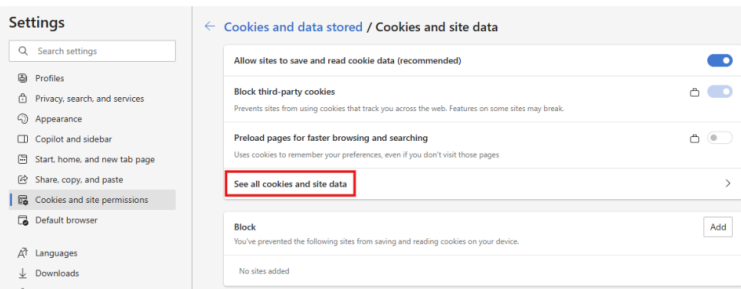 Settings
Search settings
Profiles
Privacy, search, and services
Appearance
Copilot and sidebar
Start, home, and new tab page
Share, copy, and paste
Cookies and site permissions
Default browser
Languages
Downloads
Cookies and data stored / Cookies and site data
Allow sites to save and read cookie data (recommended)
Block third-party cookies
Prevents sites from using cookies that track you across the web. Features on some sites may break.
Preload pages for faster browsing and searching
Uses cookies to remember your preferences, even if you don't visit those pages
See all cookies and site data
Block
Add
You've prevented the following sites from saving and reading cookies on your device.
No sites added